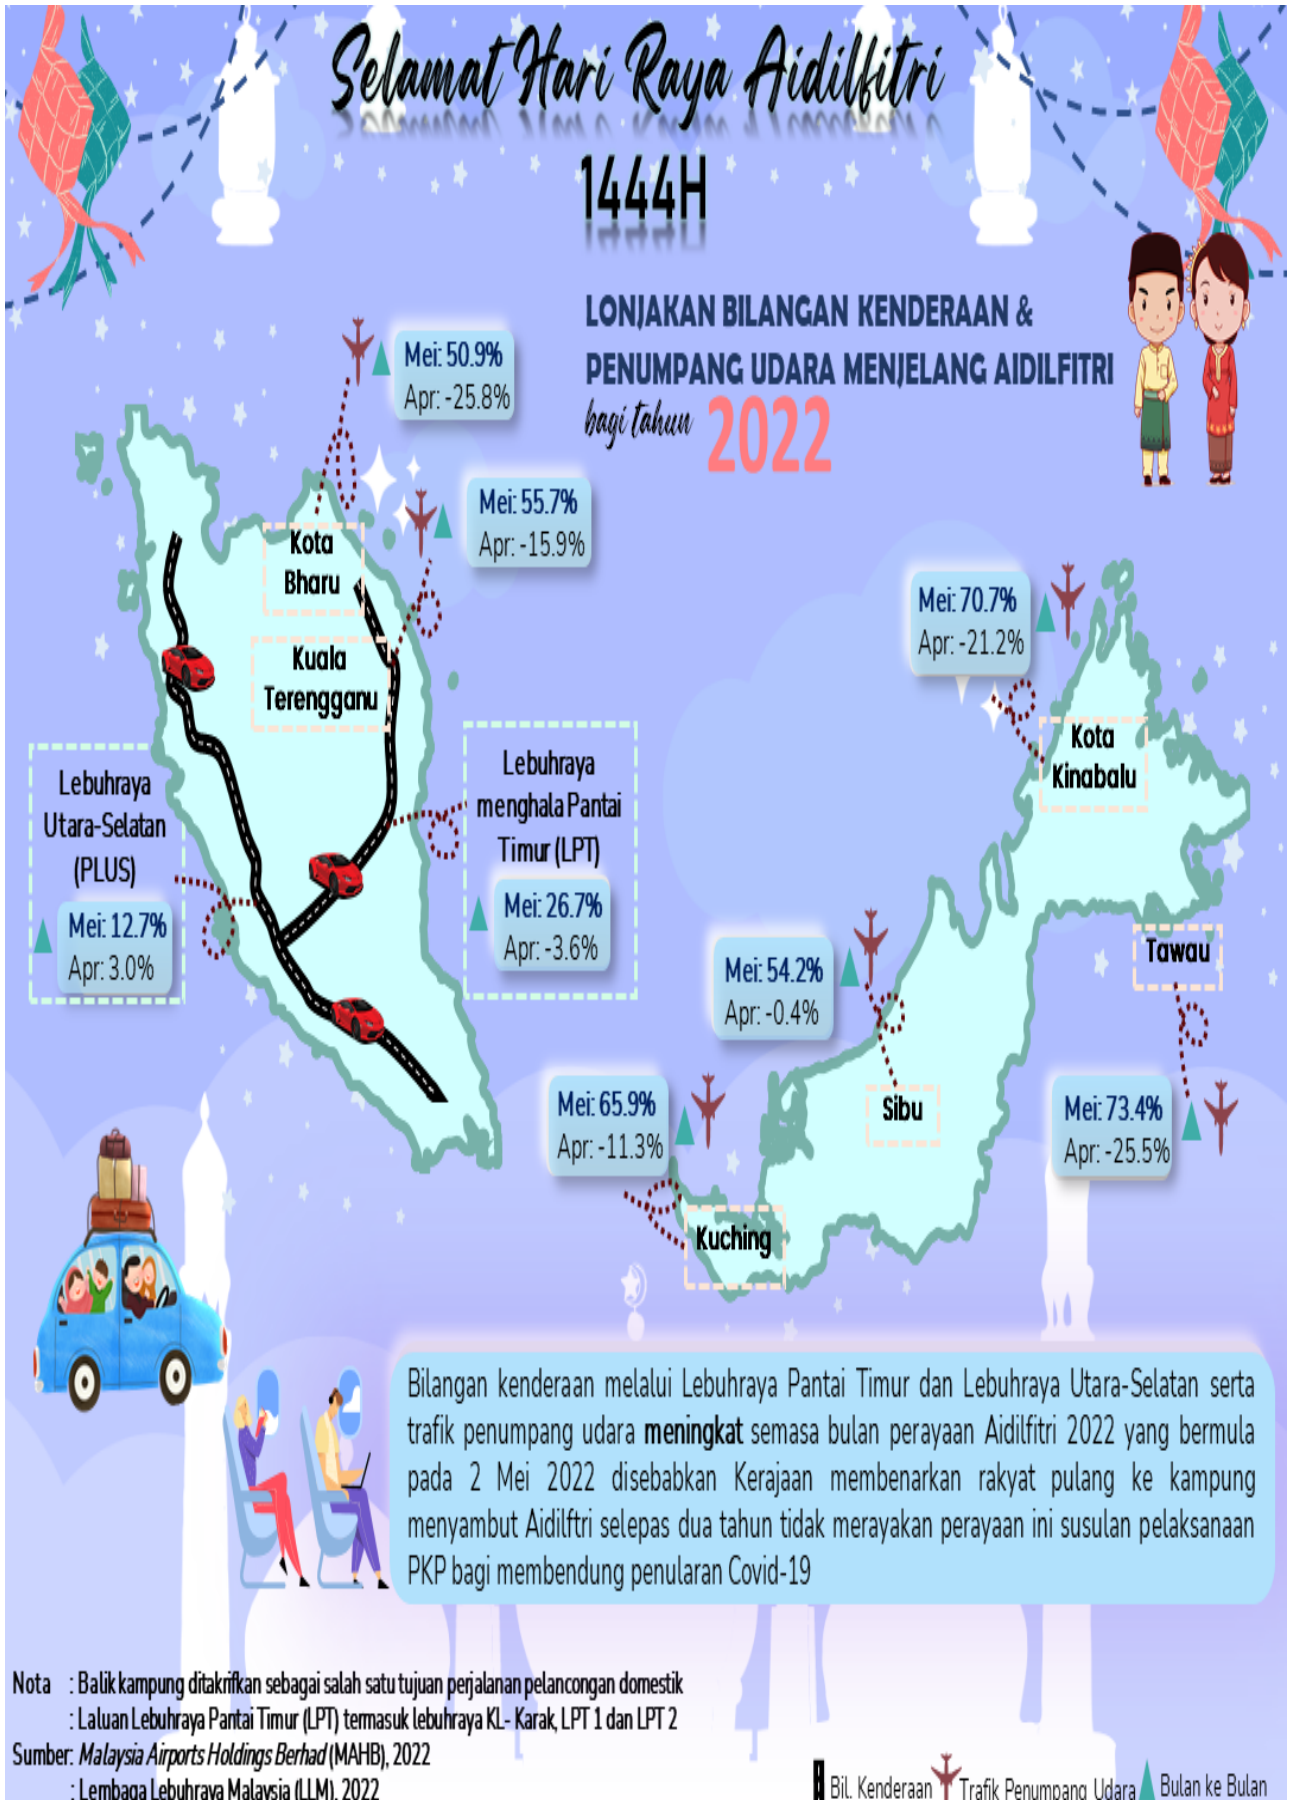 Selamat Hari Raya Aidilfitri
1444H
LONJAKAN BILANGAN KENDERAAN &
PENUMPANG UDARA MENJELANG AIDILFITRI
bagi tahun 2022
Mei: 50.9%
Apr: -25.8%
Mei: 55.7%
Apr: -15.9%
Kota
Bharu
Kuala
Terengganu
Mei: 70.7%
Apr: -21.2%
Kota
Kinabalu
Lebuhraya
Utara-Selatan
(PLUS)
Mei: 12.7%
Apr: 3.0%
Lebuhraya
menghala Pantai
Timur (LPT)
Mei: 26.7%
Apr: -3.6%
Tawau
Mei: 73.4%
Apr: -25.5%
Mei: 54.2%
Apr: -0.4%
Sibu
Mei: 65.9%
Apr: -11.3%
Kuching
Bilangan kenderaan melalui Lebuhraya Pantai Timur dan Lebuhraya Utara-Selatan serta
trafik penumpang udara meningkat semasa bulan perayaan Aidilfitri 2022 yang bermula
pada 2 Mei 2022 disebabkan Kerajaan membenarkan rakyat pulang ke kampung
menyambut Aidilftri selepas dua tahun tidak merayakan perayaan ini susulan pelaksanaan
PKP bagi membendung penularan Covid-19
Nota : Balik kampung ditakrifkan sebagai salah satu tujuan perjalanan pelancongan domestik
: Laluan Lebuhraya Pantai Timur (LPT) termasuk lebuhraya KL- Karak, LPT 1 dan LPT 2
Sumber: Malaysia Airports Holdings Berhad (MAHB), 2022
: Lembaga Lebuhraya Malaysia (LLM), 2022
Bil. Kenderaan Trafik Penumpang Udara Bulan ke Bulan